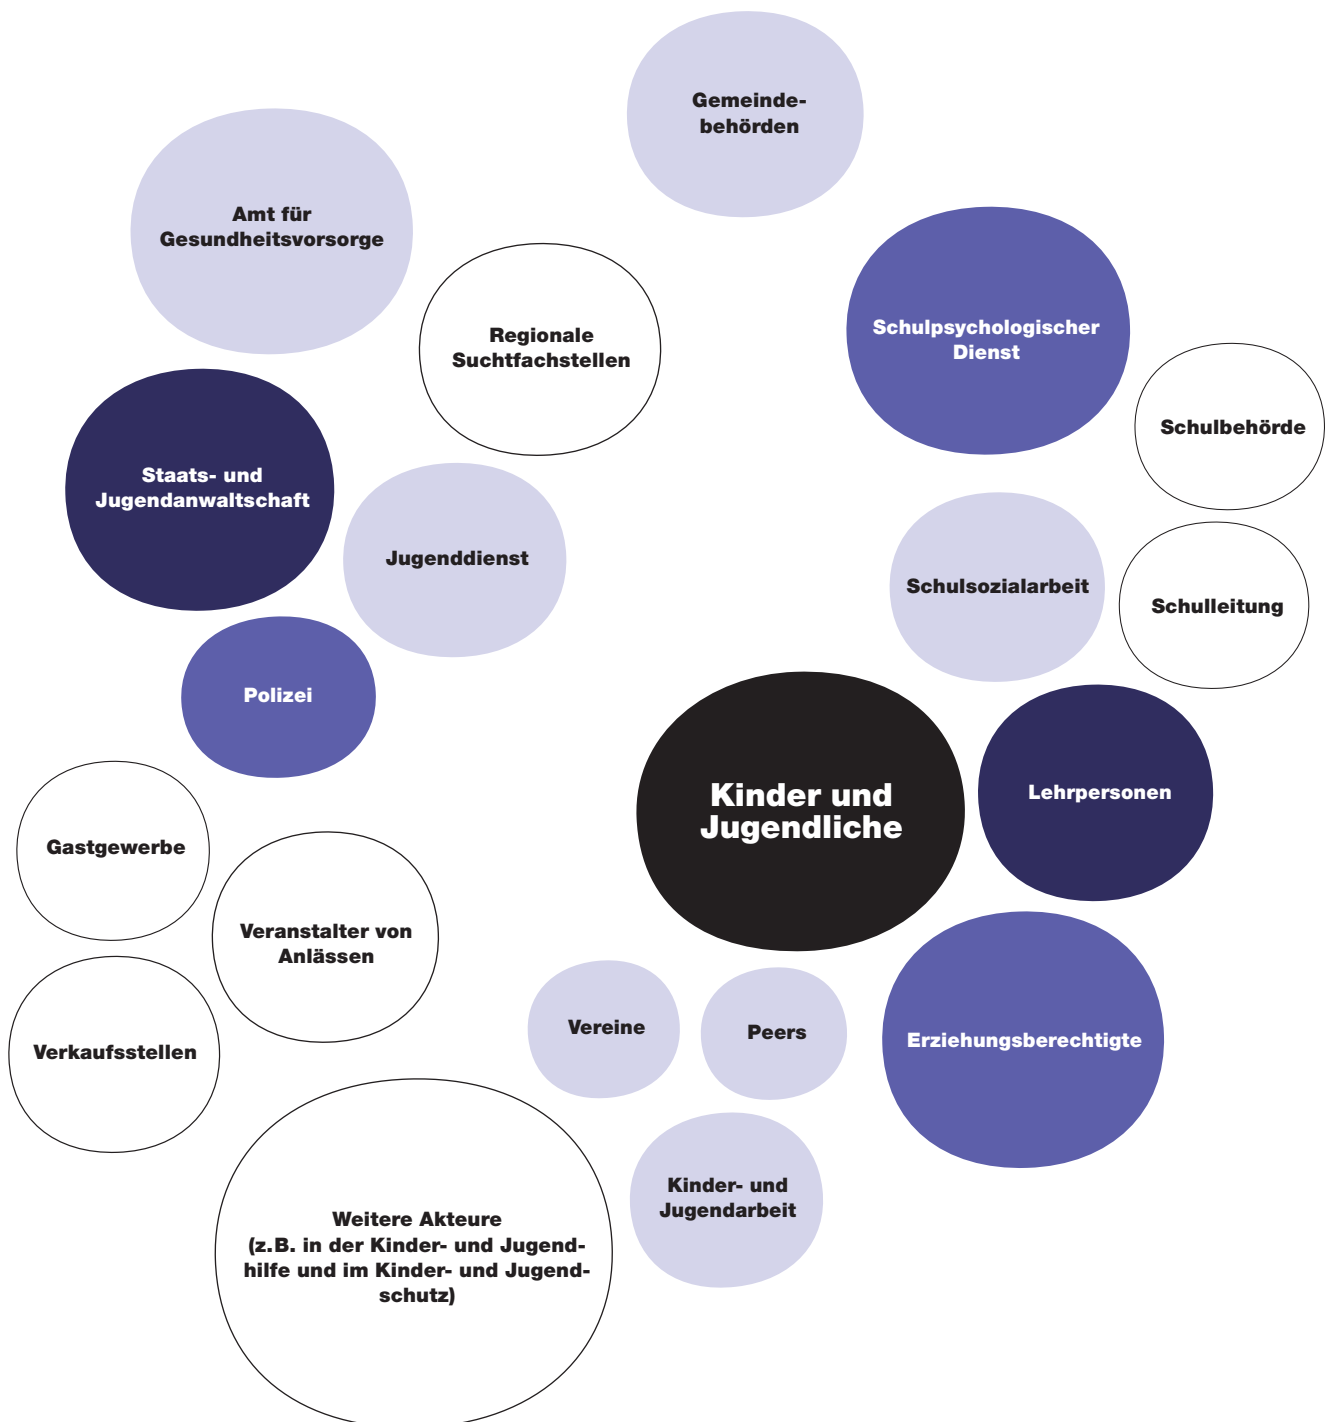 Gemeinde-
behörden
Amt für
Gesundheitsvorsorge
Regionale
Suchtfachstellen
Schulpsychologischer
Dienst
Schulbehörde
Staats- und
Jugendanwaltschaft
Jugenddienst
Schulsozialarbeit
Schulleitung
Polizei
Kinder und
Jugendliche
Lehrpersonen
Gastgewerbe
Veranstalter von
Anlässen
Verkaufsstellen
Vereine
Peers
Erziehungsberechtigte
Kinder- und
Jugendarbeit
Weitere Akteure
(z.B. in der Kinder- und Jugend-
hilfe und im Kinder- und Jugend-
schutz)